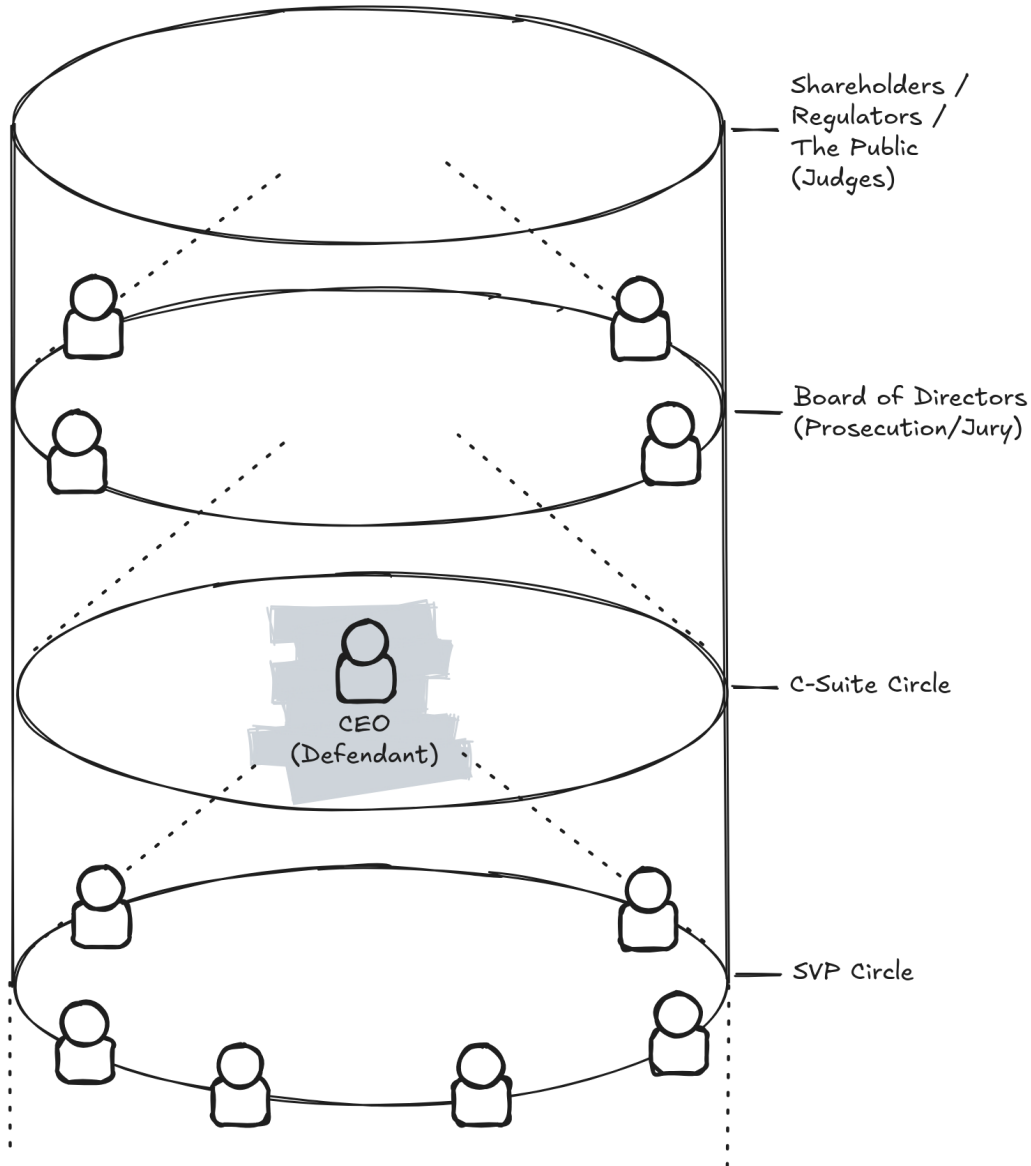 Shareholders /
Regulators /
The Public
(Judges)
Board of Directors
(Prosecution/Jury)
C-Suite Circle
CEO
(Defendant)
SVP Circle